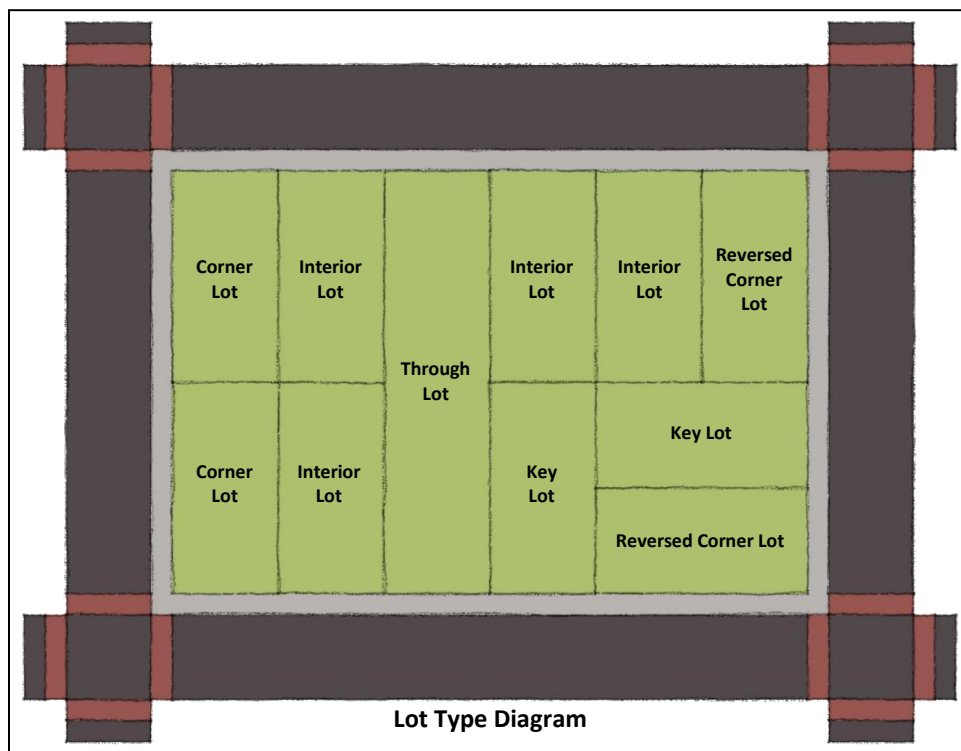 Corner
Lot
Interior
Lot
Through
Lot
Interior
Lot
Interior
Lot
Reversed
Corner
Lot
Corner
Lot
Interior
Lot
Key
Lot
Key Lot
Reversed Corner Lot
Lot Type Diagram